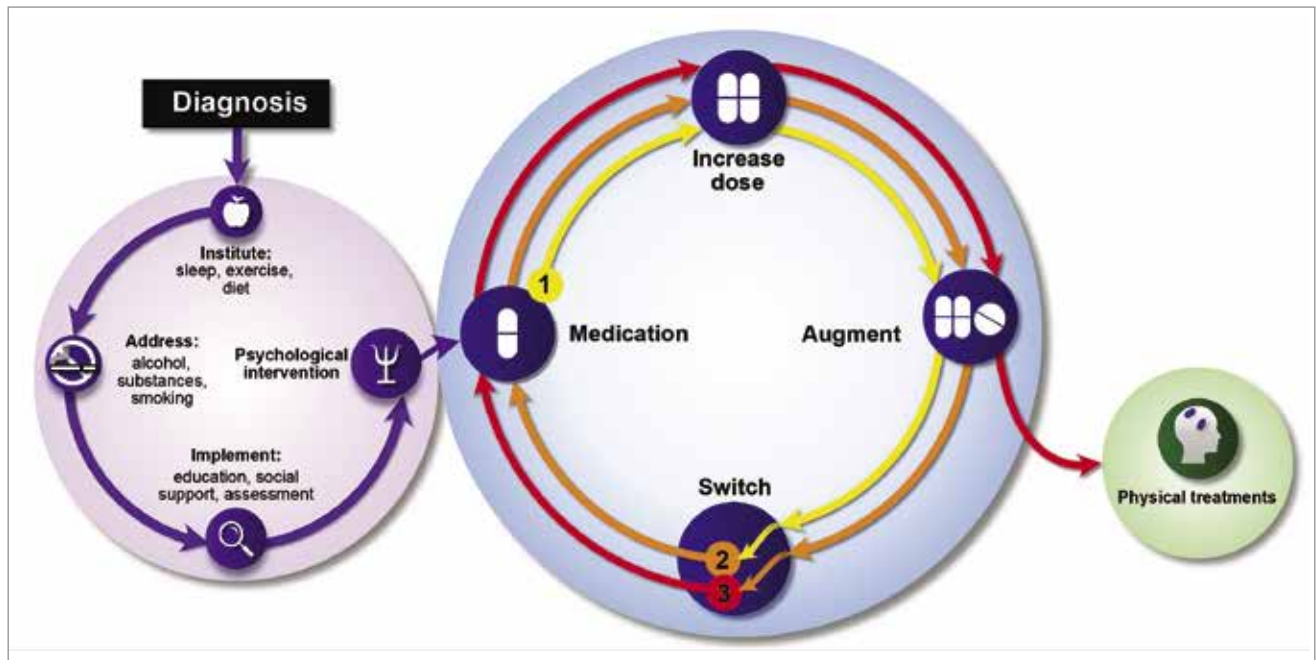 Diagnosis
Institute:
sleep, exercise,
diet
Address:
alcohol,
substances,
smoking
Psychological
intervention
Implement:
education, social
support, assessment
Increase
dose
1
Medication
Augment
Switch
2
3
Physical treatments